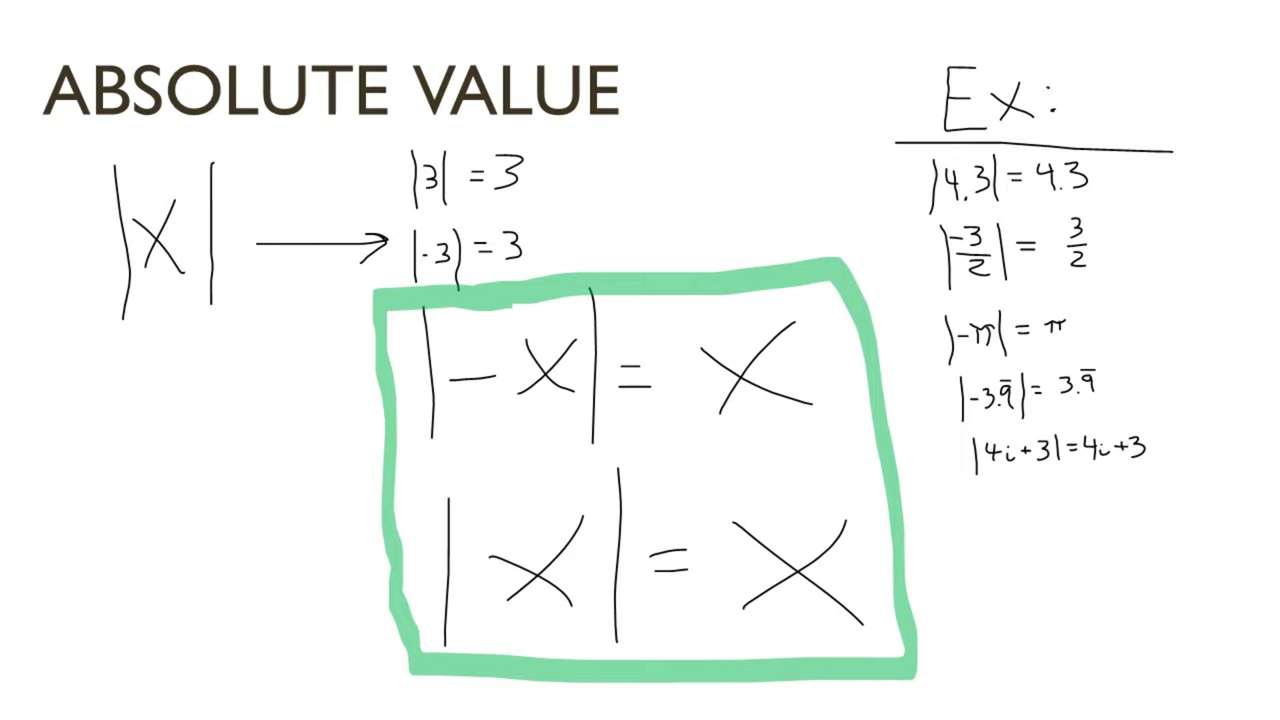 ABSOLUTE VALUE
|X|
|3| = 3
|-3| = 3
|-X| = X
|X| = X
Ex:
|4.3| = 4.3
|-3/2| = 3/2
|-π| = π
|-3.9̅| = 3.9̅
|4i+3| = 4i+3